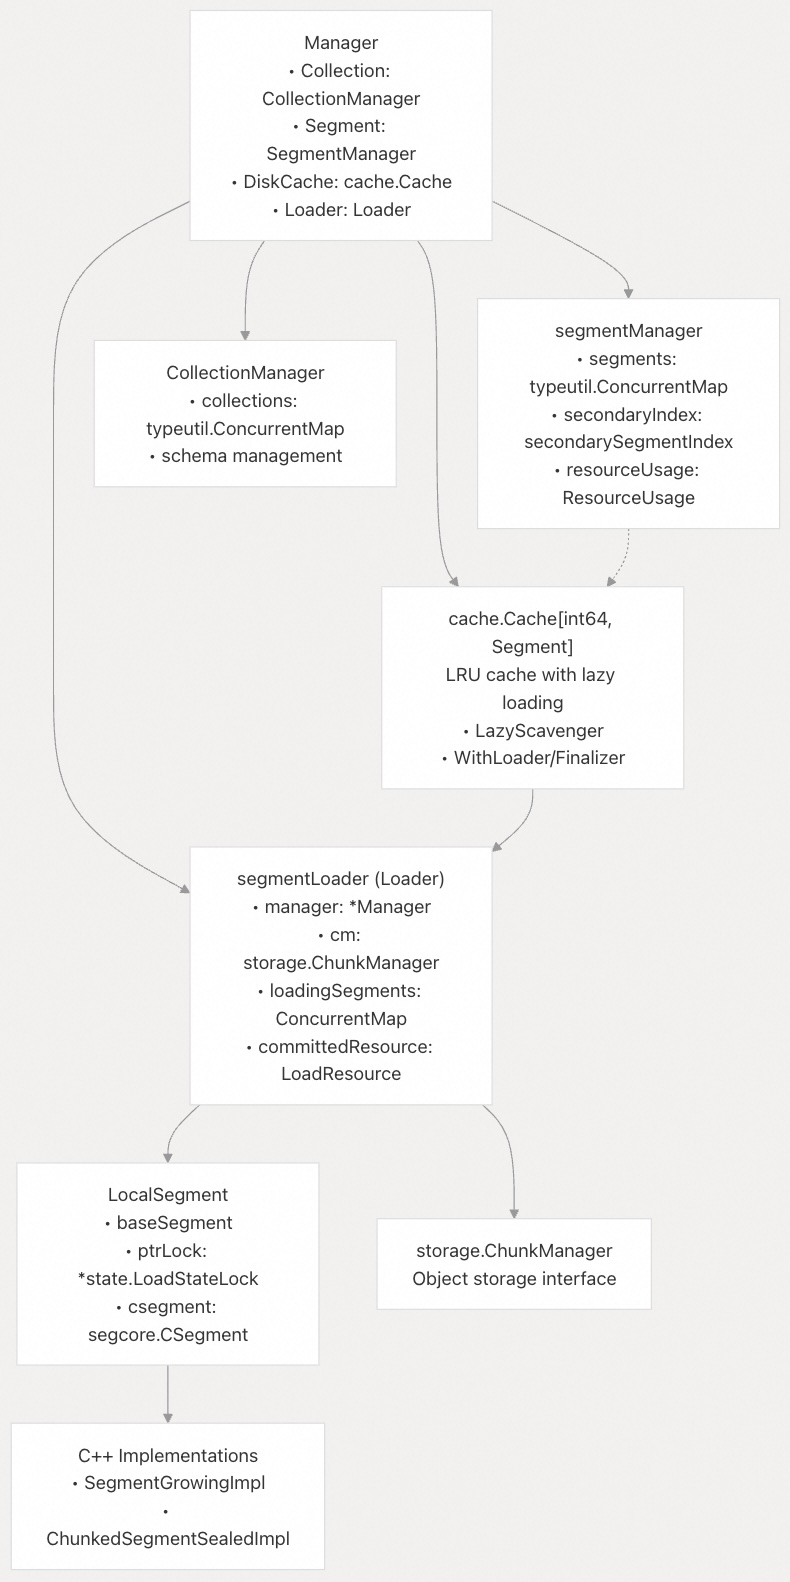 Manager
• Collection:
CollectionManager
• Segment:
SegmentManager
• DiskCache: cache.Cache
• Loader: Loader
CollectionManager
• collections:
typeutil.ConcurrentMap
• schema management
segmentManager
• segments:
typeutil.ConcurrentMap
• secondaryIndex:
secondarySegmentIndex
• resourceUsage:
ResourceUsage
cache.Cache[int64,
Segment]
LRU cache with lazy
loading
• LazyScavenger
• WithLoader/Finalizer
segmentLoader (Loader)
• manager: *Manager
• cm:
storage.ChunkManager
• loadingSegments:
ConcurrentMap
• committedResource:
LoadResource
LocalSegment
• baseSegment
• ptrLock:
*state.LoadStateLock
• csegment:
segcore.CSegment
storage.ChunkManager
Object storage interface
C++ Implementations
• SegmentGrowingImpl
•
ChunkedSegmentSealedImpl